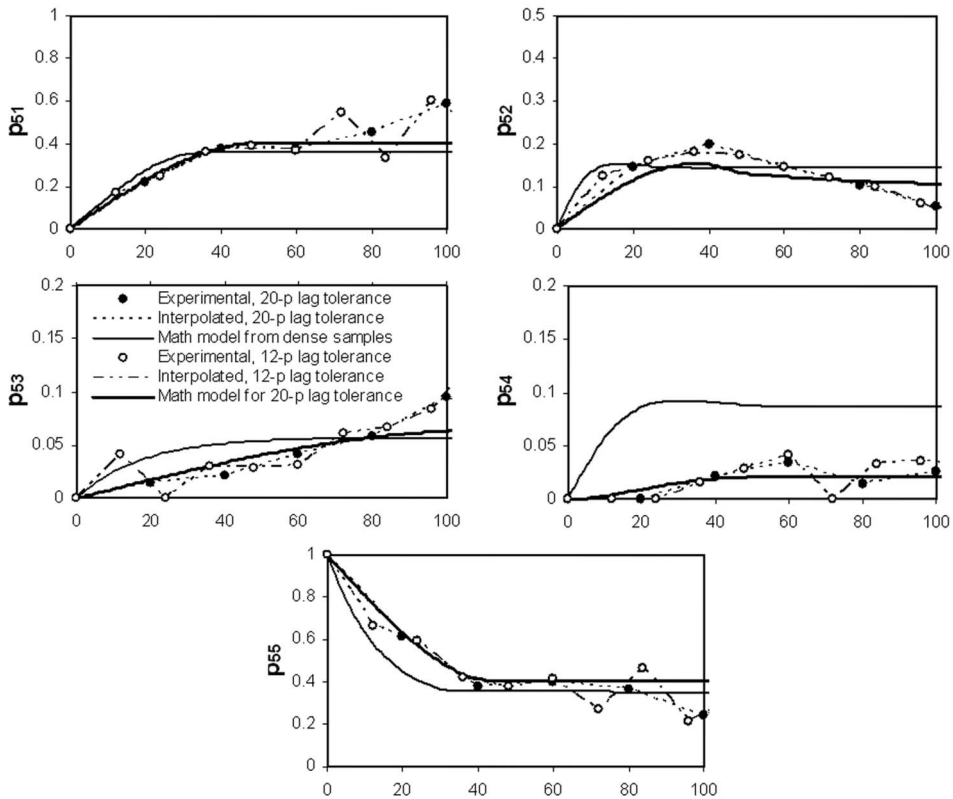 1
0.8
0.6
0.4
0.2
0
p51
0 20 40 60 80 100
0.5
0.4
0.3
0.2
0.1
0
p52
0 20 40 60 80 100
0.2
0.15
0.1
0.05
0
p53
Experimental, 20-p lag tolerance
Interpolated, 20-p lag tolerance
Math model from dense samples
Experimental, 12-p lag tolerance
Interpolated, 12-p lag tolerance
Math model for 20-p lag tolerance
0 20 40 60 80 100
0.2
0.15
0.1
0.05
0
p54
0 20 40 60 80 100
1
0.8
0.6
0.4
0.2
0
p55
0 20 40 60 80 100